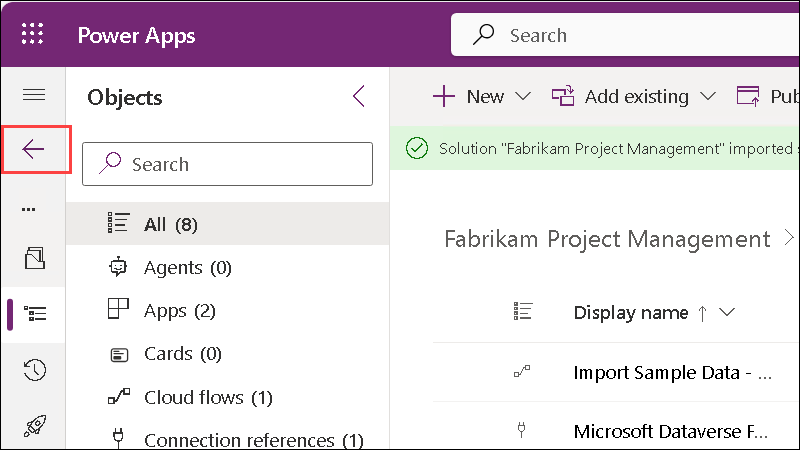 Power Apps
Search
Objects
New
Add existing
Search
Solution "Fabrikam Project Management" imported
All (8)
Agents (0)
Fabrikam Project Management
Apps (2)
Display name
Cards (0)
Import Sample Data - ...
Cloud flows (1)
Microsoft Dataverse F...
Connection references (1)